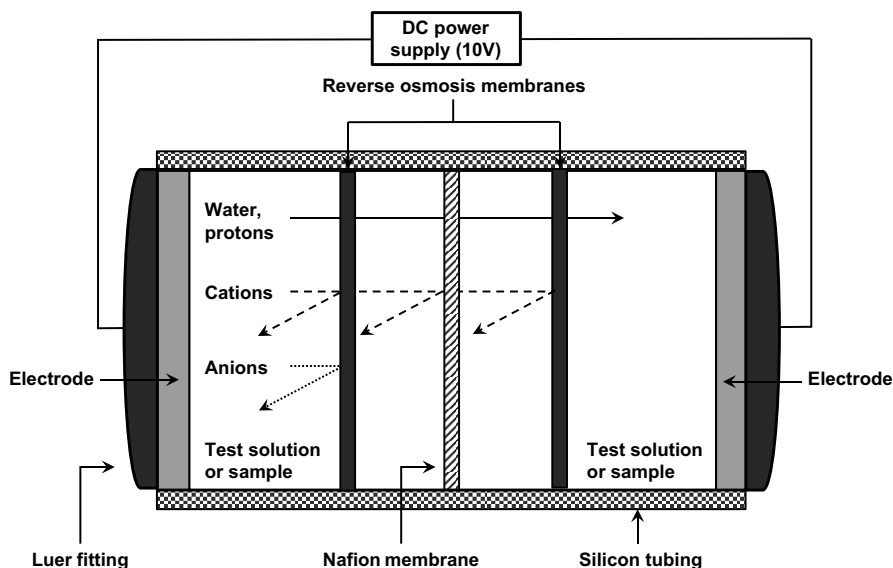 DC power
supply (10V)
Reverse osmosis membranes
Water,
protons
Cations
Anions
Electrode
Electrode
Test solution
or sample
Test solution
or sample
Luer fitting
Nafion membrane
Silicon tubing